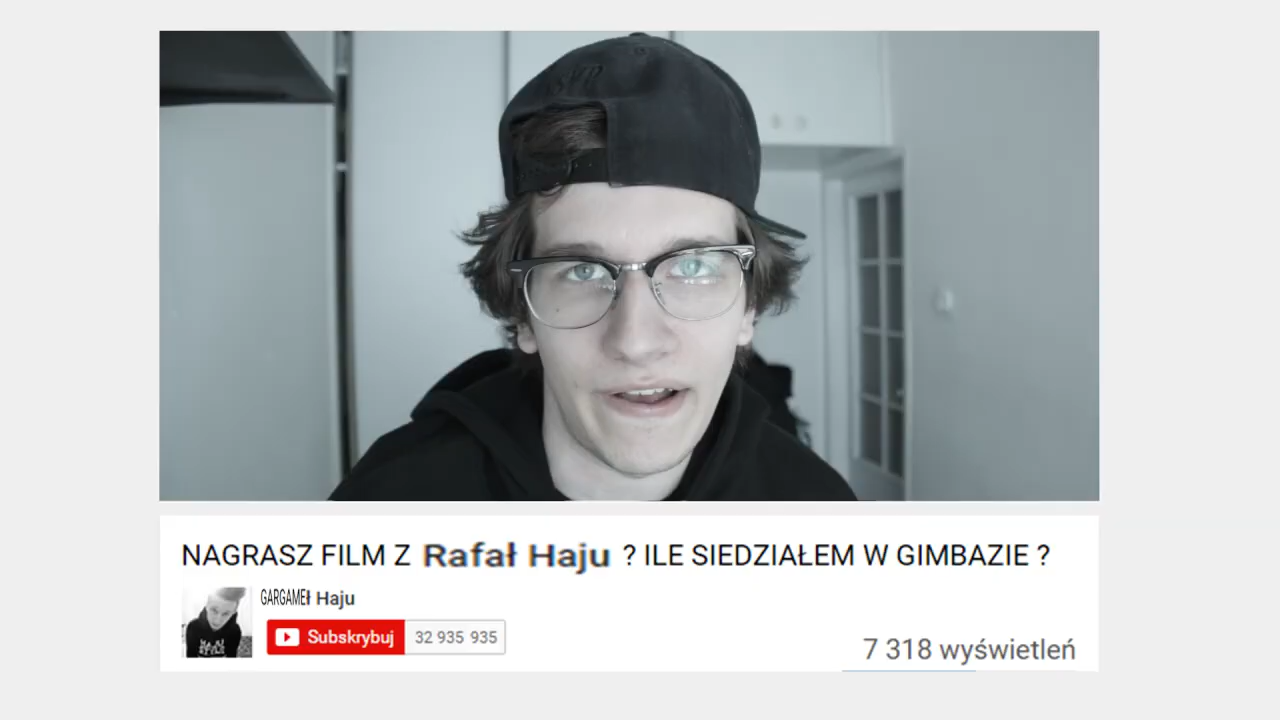 NAGRASZ FILM Z Rafał Haju ? ILE SIEDZIAŁEM W GIMBAZIE ?
GARGAMEł Haju
Subskrybuj 32 935 935
7 318 wyświetleń